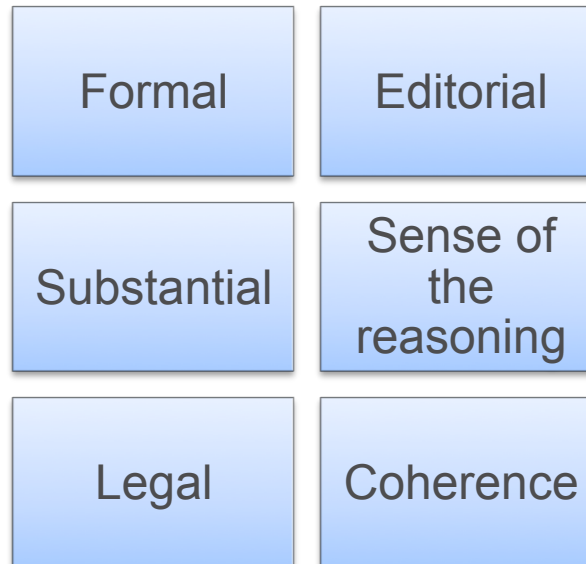 Formal
Editorial
Substantial
Sense of
the
reasoning
Legal
Coherence